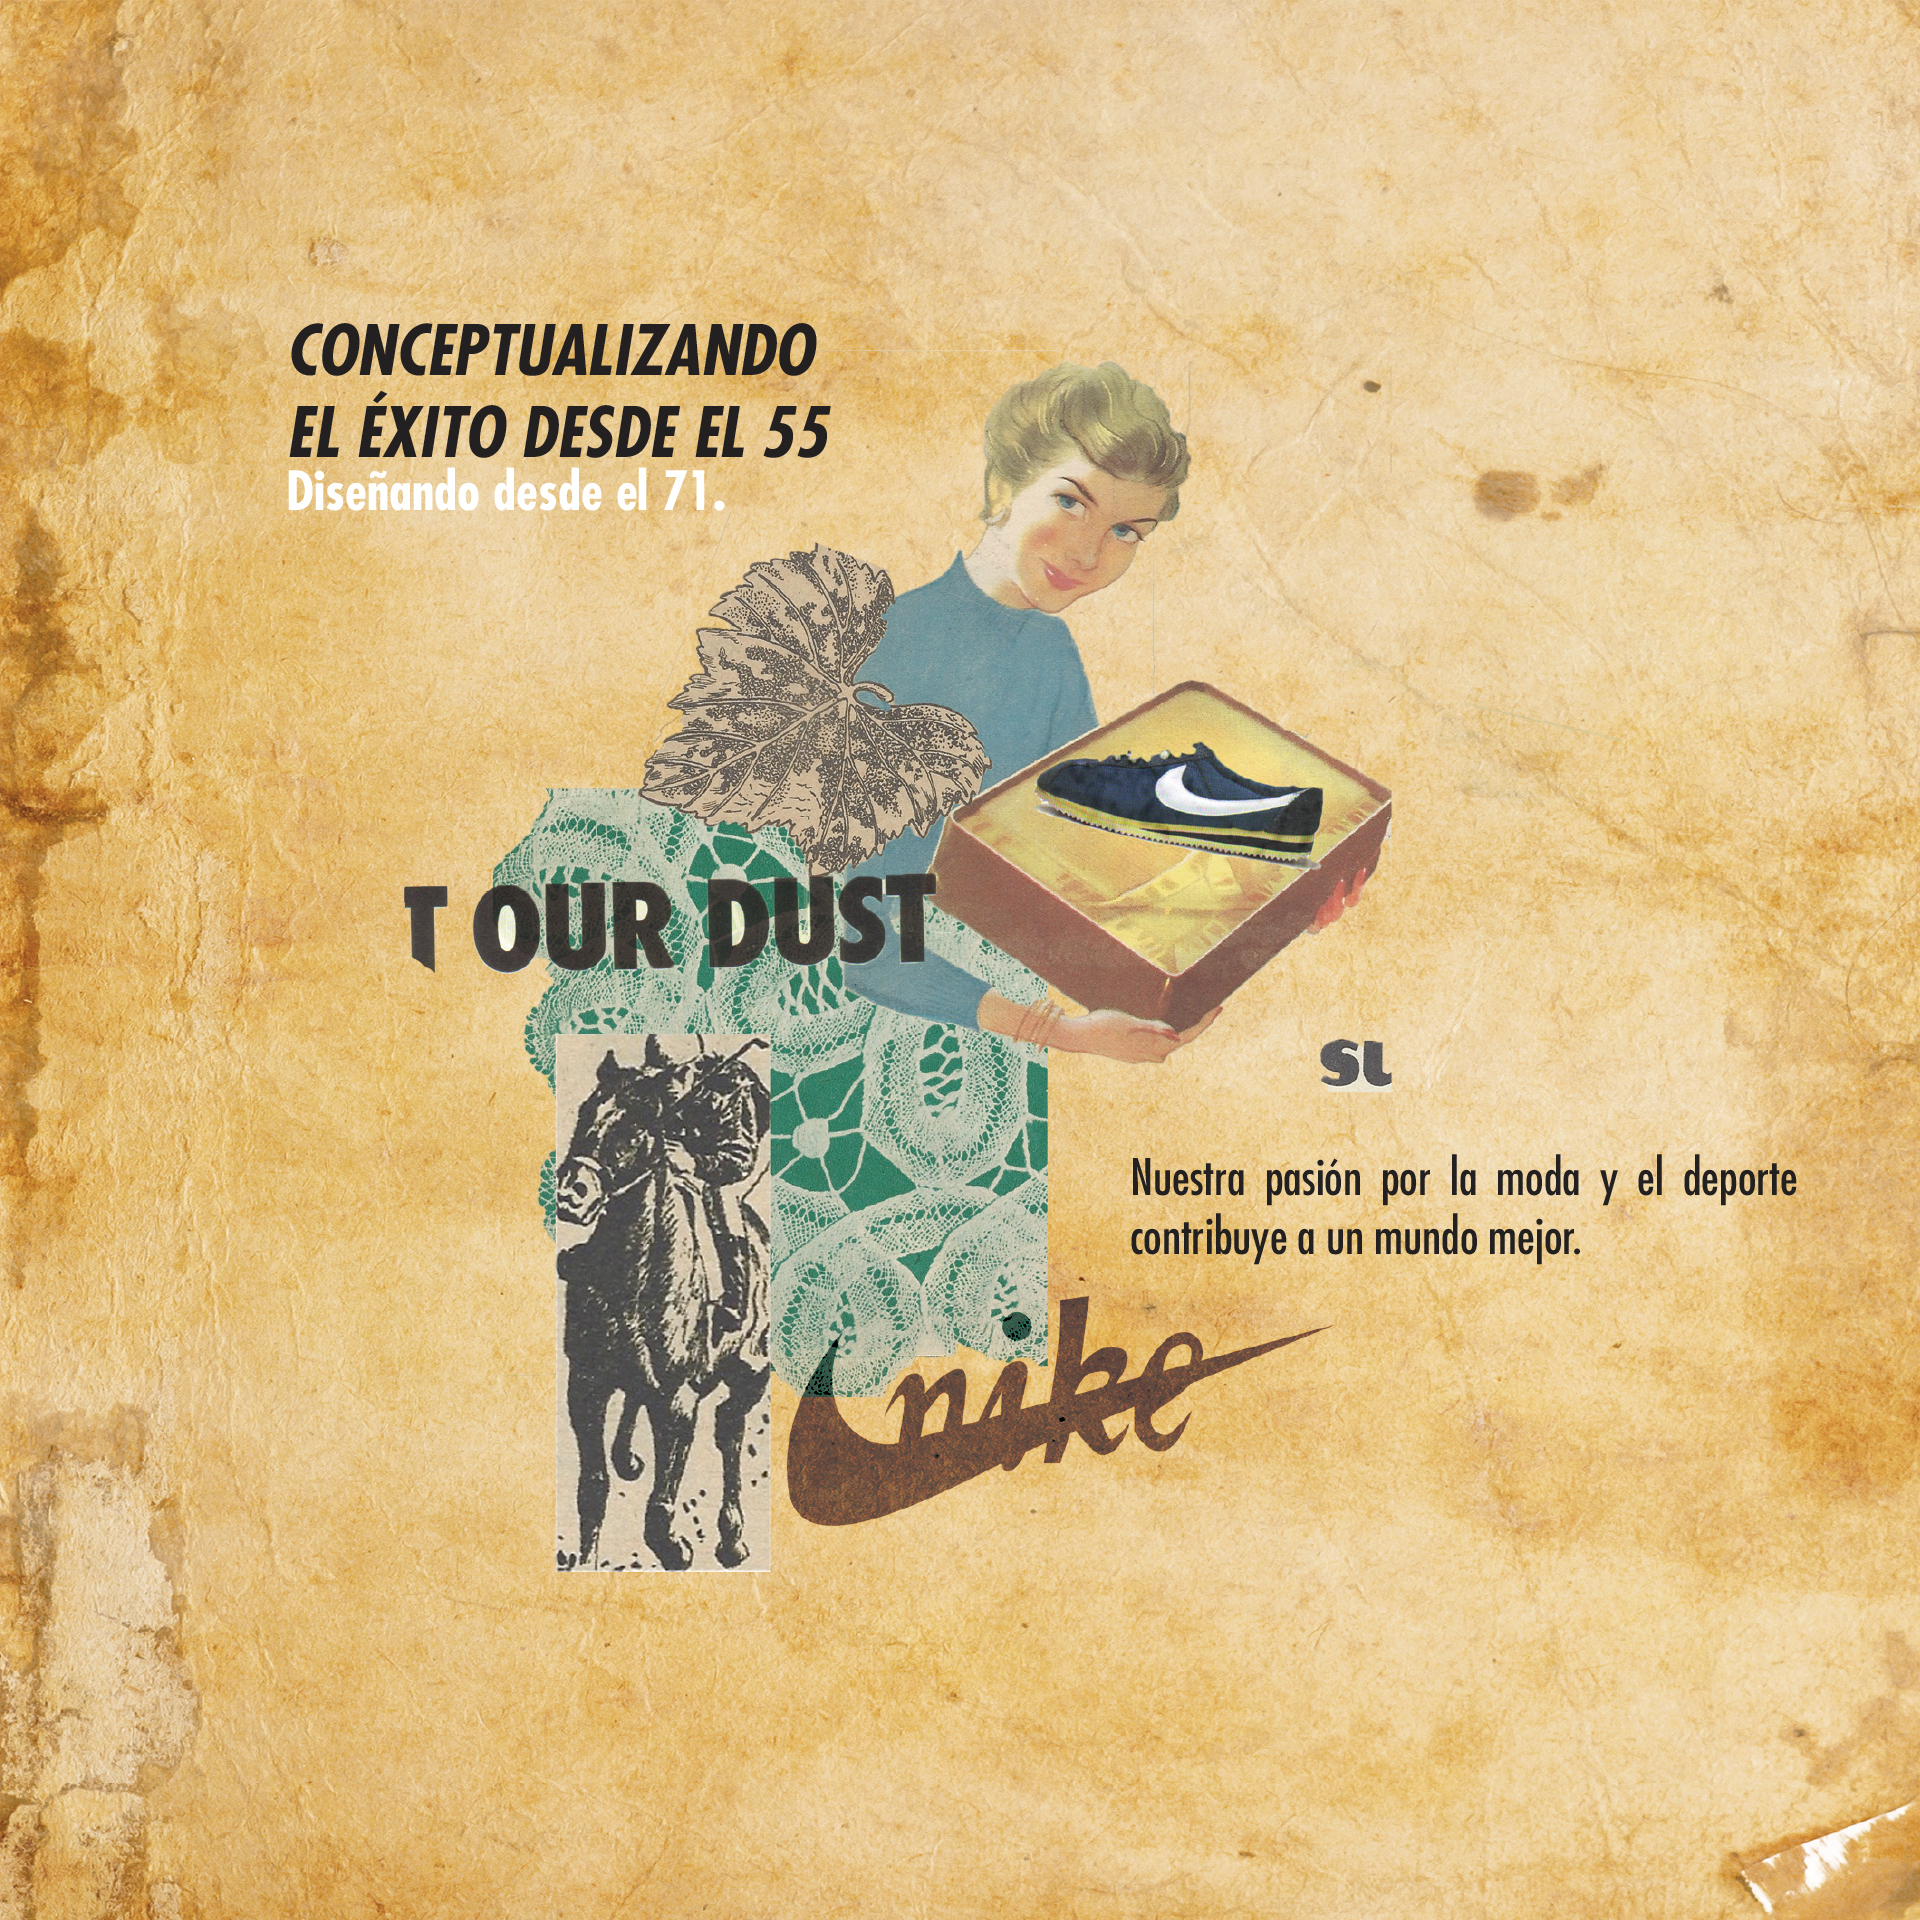 CONCEPTUALIZANDO
EL ÉXITO DESDE EL 55
Diseñando desde el 71.
T OUR DUST
SL
Nuestra pasión por la moda y el deporte
contribuye a un mundo mejor.
nike